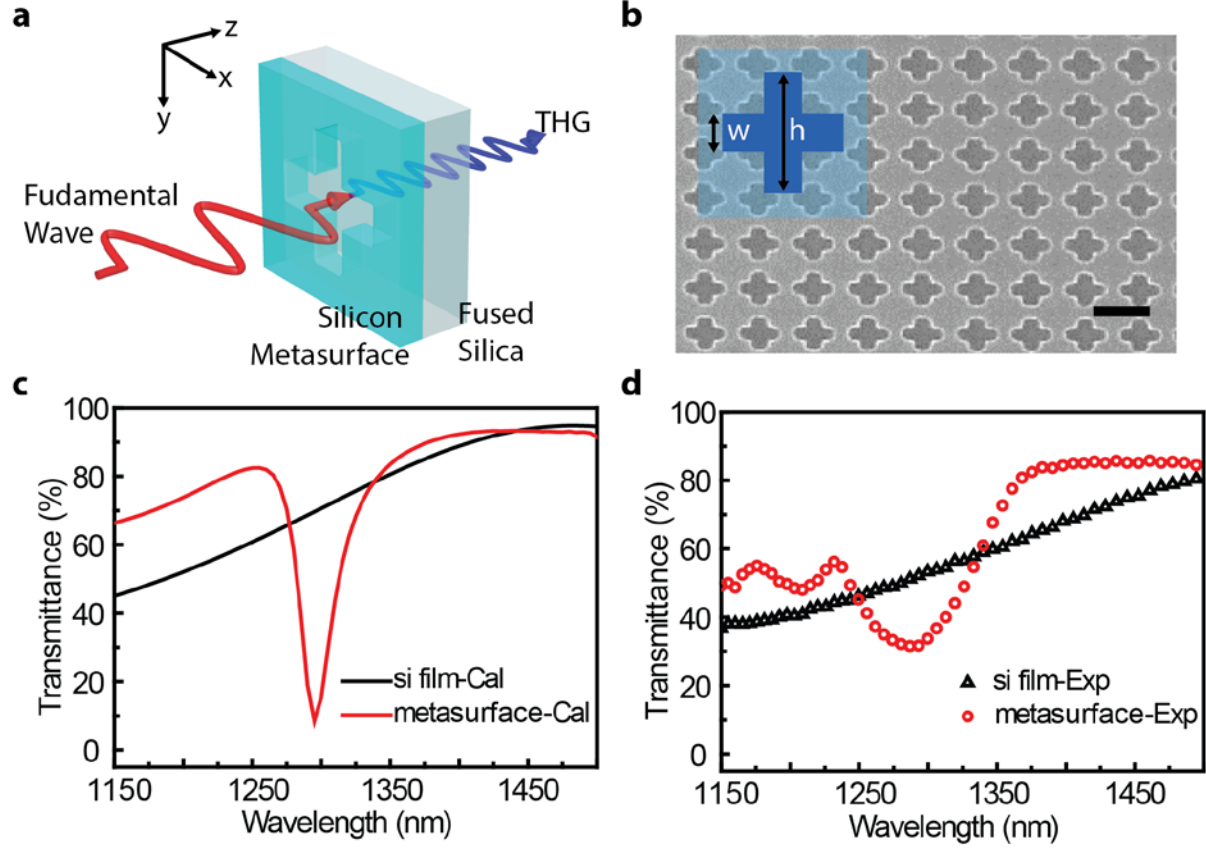 a
z
x
y
THG
Fudamental
Wave
Silicon
Metasurface
Fused
Silica
b
w
h
c
Transmittance (%)
100
80
60
40
20
0
si film-Cal
metasurface-Cal
1150
1250
1350
1450
Wavelength (nm)
d
Transmittance (%)
100
80
60
40
20
0
si film-Exp
metasurface-Exp
1150
1250
1350
1450
Wavelength (nm)